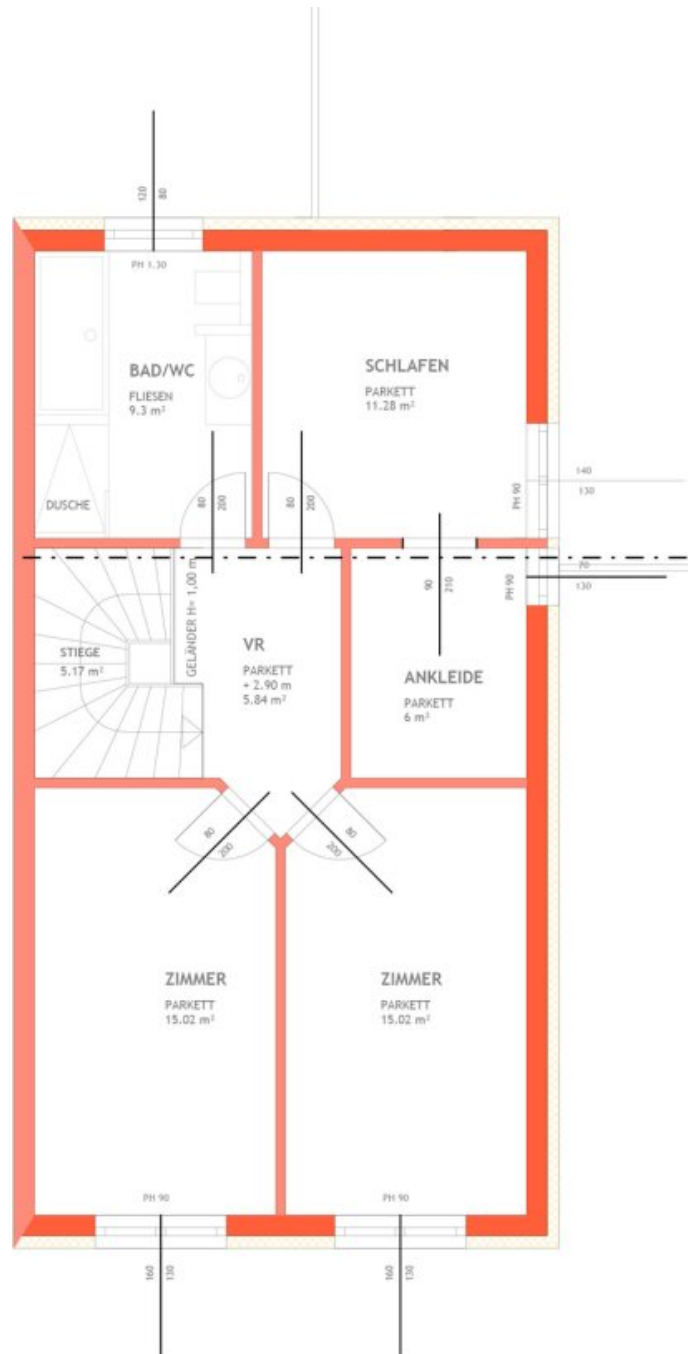 120
80
PH 1.30
BAD/WC
FLIESEN
9.3 m²
SCHLAFEN
PARKETT
11.28 m²
140
130
PH 90
DUSCHE
80
200
80
200
70
130
PH 90
90
210
GELÄNDER H= 1,00 m
STIEGE
5.17 m²
VR
PARKETT
+ 2.90 m
5.84 m²
ANKLEIDE
PARKETT
6 m²
80
200
80
200
ZIMMER
PARKETT
15.02 m²
ZIMMER
PARKETT
15.02 m²
PH 90
PH 90
160
130
160
130